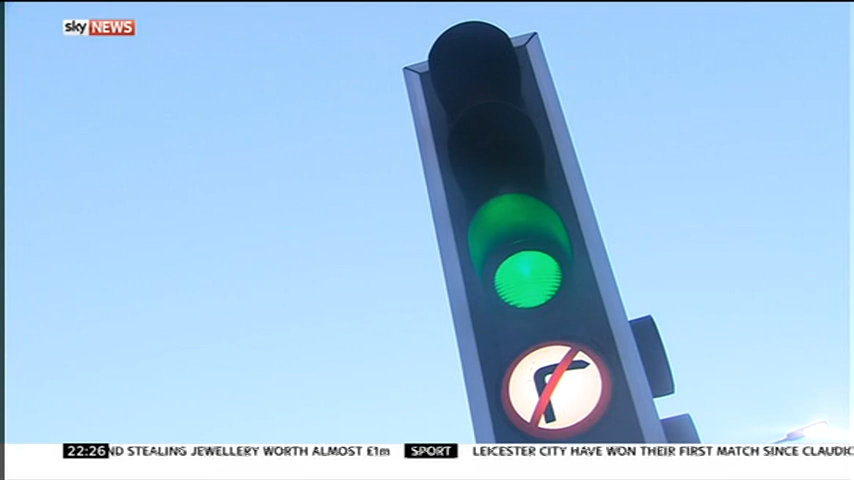 sky NEWS
22:26 ND STEALING JEWELLERY WORTH ALMOST £1m SPORT LEICESTER CITY HAVE WON THEIR FIRST MATCH SINCE CLAUDIC